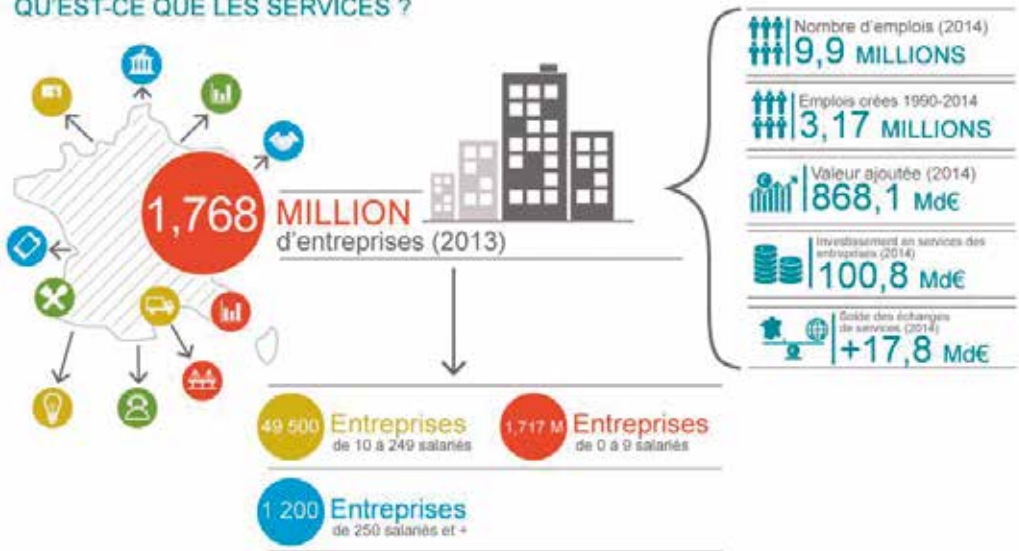 QU'EST-CE QUE LES SERVICES ?
1,768
MILLION
d'entreprises (2013)
Nombre d'emplois (2014)
9,9 MILLIONS
Emplois crées 1990-2014
3,17 MILLIONS
Valeur ajoutée (2014)
868,1 Md€
Investissement en services des
entreprises (2014)
100,8 Md€
Solde des échanges
de services (2014)
+17,8 Md€
49 500
Entreprises
de 10 à 249 salariés
1,717 M
Entreprises
de 0 à 9 salariés
1 200
Entreprises
de 250 salariés et +